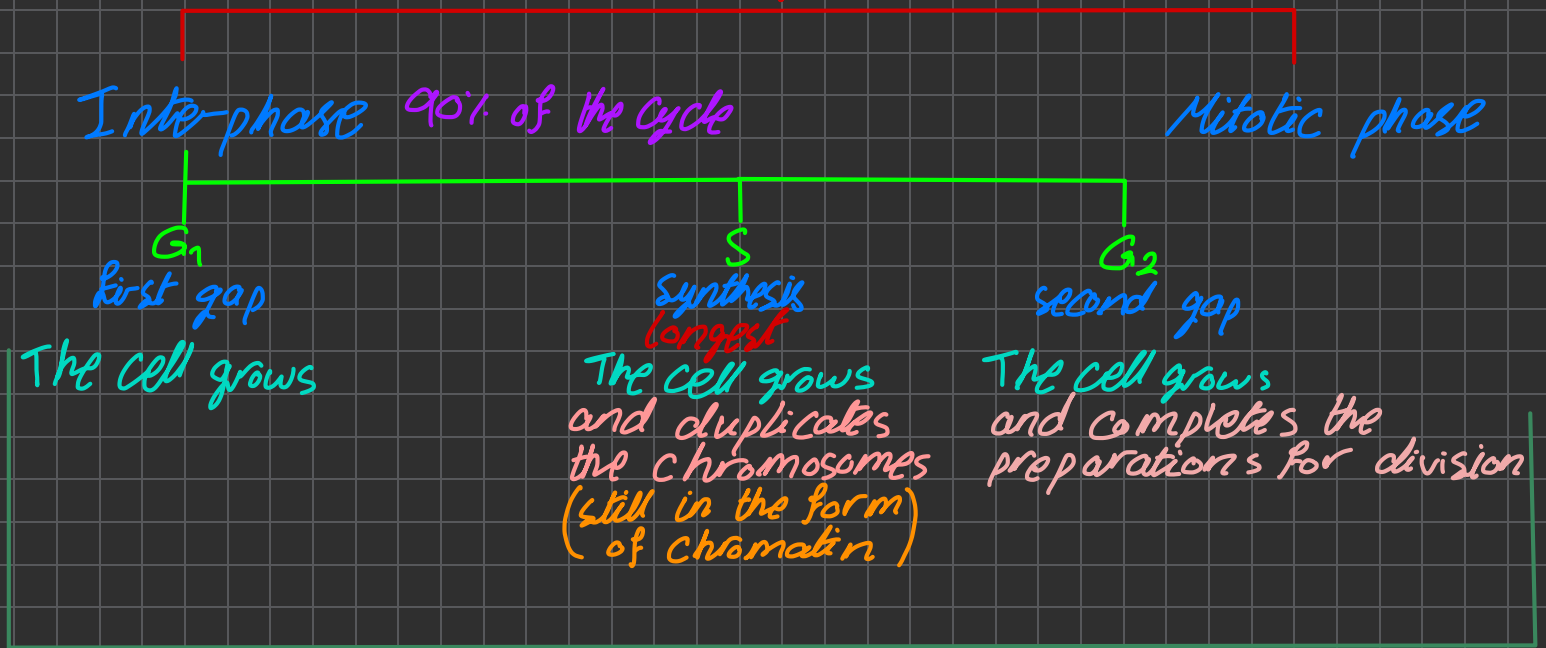 Interphase 90% of the cycle
Mitotic phase
G1
first gap
The cell grows
S
synthesis
longest
The cell grows
and duplicates
the chromosomes
(still in the form
of chromatin)
G2
second gap
The cell grows
and completes the
preparations for division